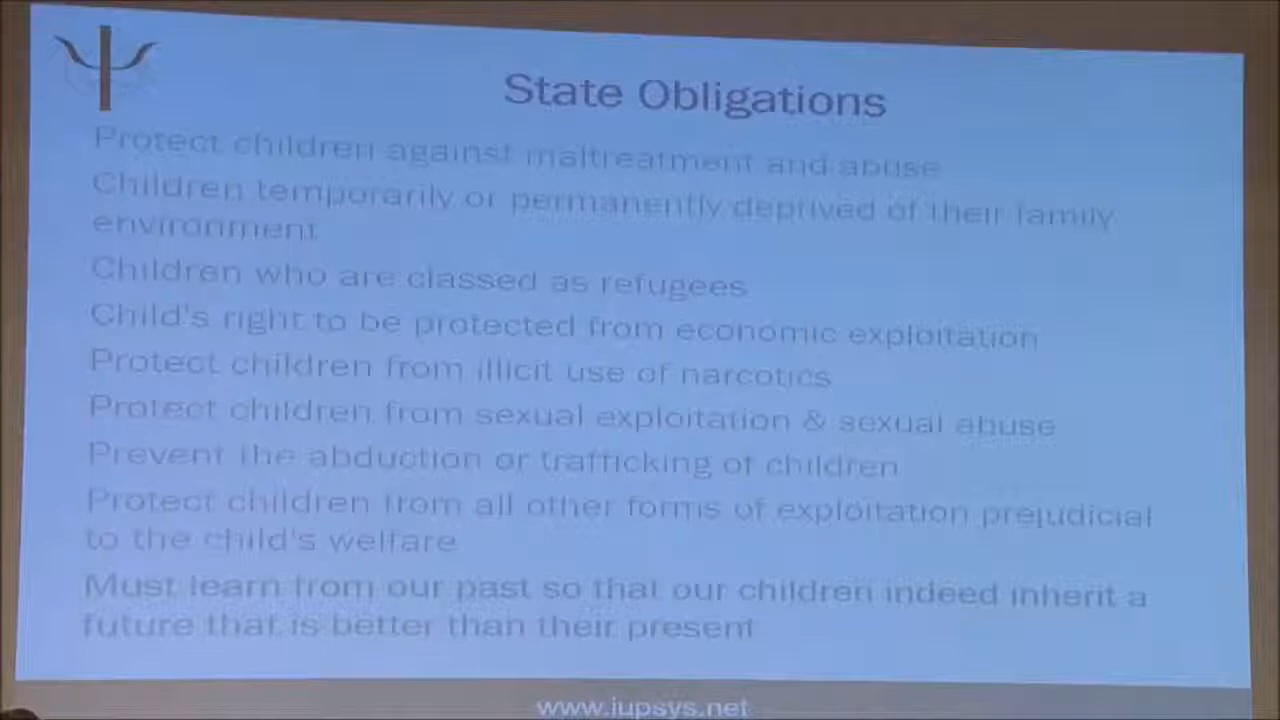 State Obligations
Protect children against maltreatment and abuse
Children temporarily or permanently deprived of their family
environment
Children who are classed as refugees
Child's right to be protected from economic exploitation
Protect children from illicit use of narcotics
Protect children from sexual exploitation & sexual abuse
Prevent the abduction or trafficking of children
Protect children from all other forms of exploitation prejudicial
to the child's welfare
Must learn from our past so that our children indeed inherit a
future that is better than their present
www.iupsys.net